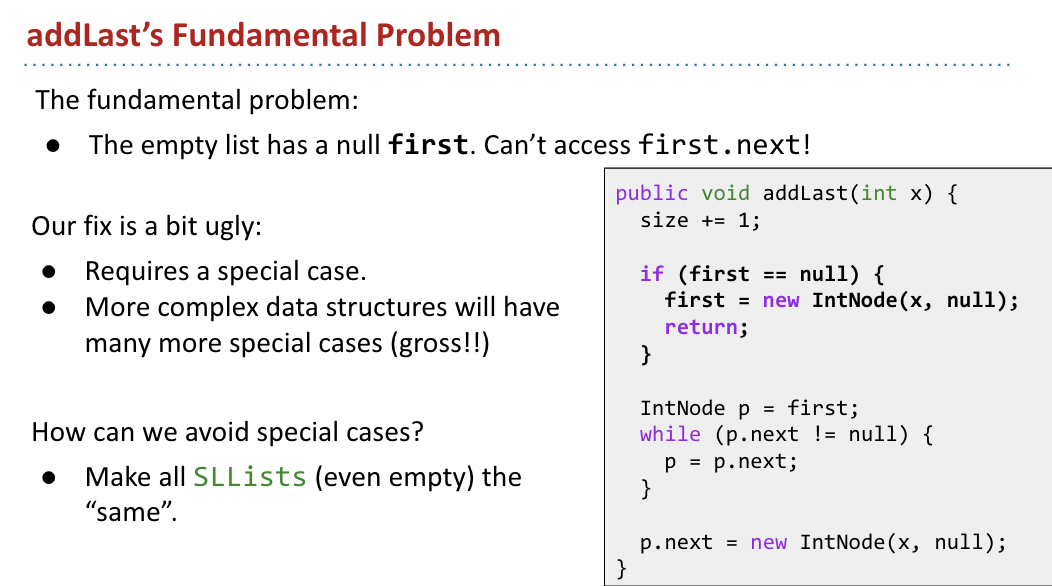 addLast’s Fundamental Problem
The fundamental problem:
● The empty list has a null first. Can’t access first.next!
Our fix is a bit ugly:
● Requires a special case.
● More complex data structures will have
many more special cases (gross!!)
How can we avoid special cases?
● Make all SLLists (even empty) the
“same”.
public void addLast(int x) {
  size += 1;

  if (first == null) {
    first = new IntNode(x, null);
    return;
  }

  IntNode p = first;
  while (p.next != null) {
    p = p.next;
  }

  p.next = new IntNode(x, null);
}